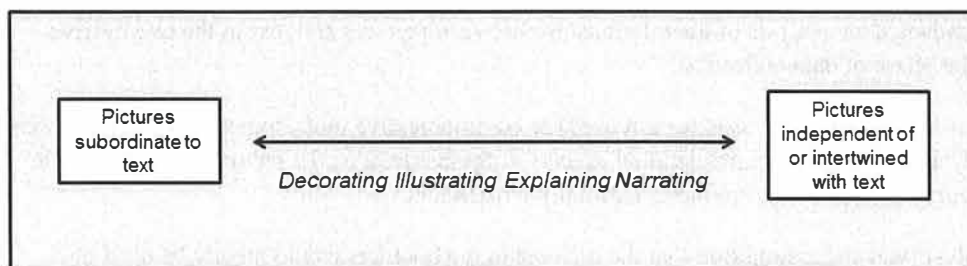 Pictures
subordinate to
text
Decorating Illustrating Explaining Narrating
Pictures
independent of
or intertwined
with text